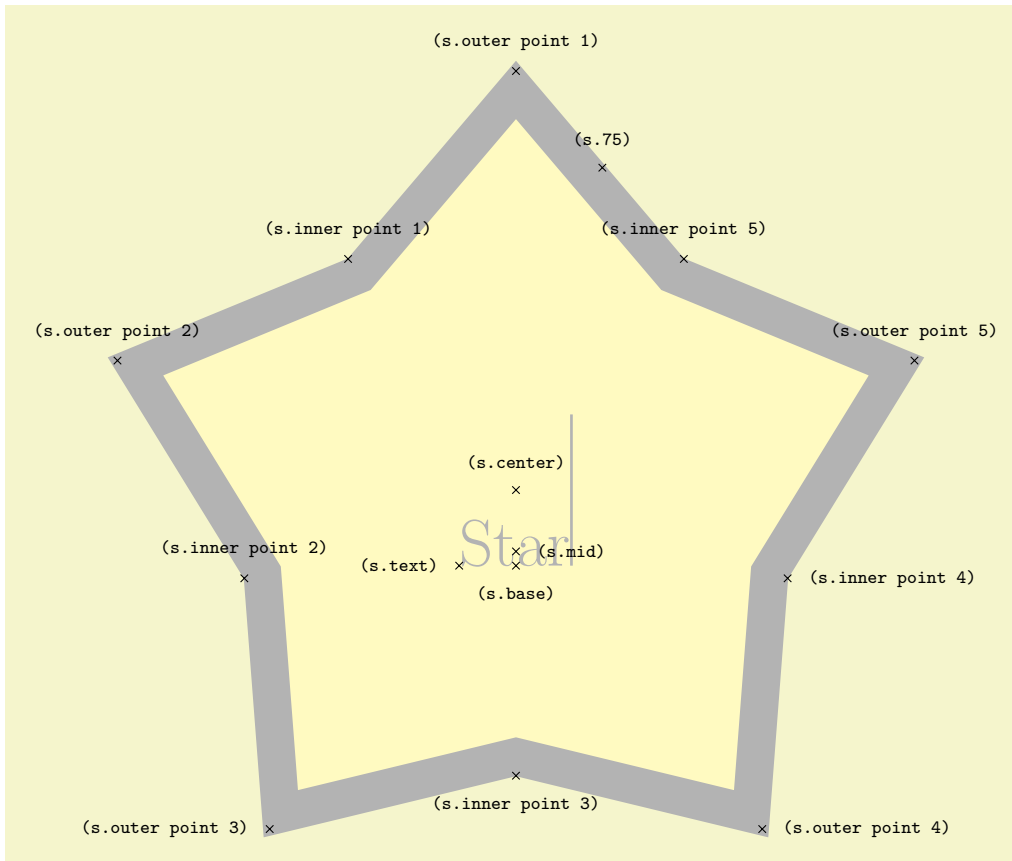 (s.outer point 1)
(s.75)
(s.inner point 1)
(s.inner point 5)
(s.outer point 2)
(s.outer point 5)
(s.center)
Star
(s.inner point 2)
(s.mid)
(s.text)
(s.inner point 4)
(s.base)
(s.inner point 3)
(s.outer point 3)
(s.outer point 4)